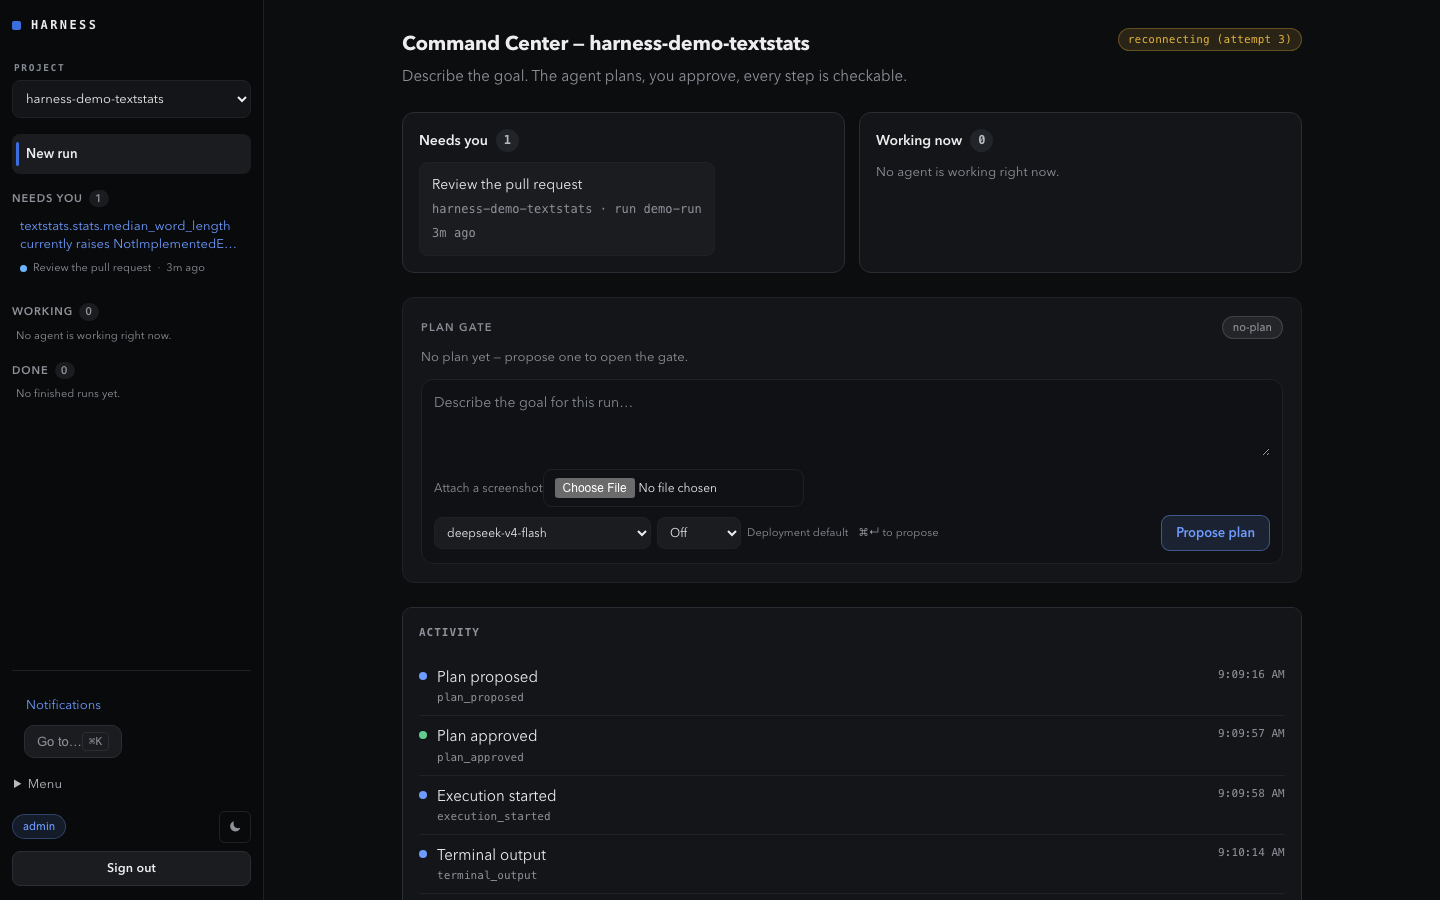 HARNESS
PROJECT
harness-demo-textstats
New run
NEEDS YOU 1
textstats.stats.median_word_length
currently raises NotImplementedE…
Review the pull request · 3m ago
WORKING 0
No agent is working right now.
DONE 0
No finished runs yet.
Notifications
Go to… ⌘K
Menu
admin
Sign out
Command Center — harness-demo-textstats
reconnecting (attempt 3)
Describe the goal. The agent plans, you approve, every step is checkable.
Needs you 1
Review the pull request
harness-demo-textstats · run demo-run
3m ago
Working now 0
No agent is working right now.
PLAN GATE
no-plan
No plan yet — propose one to open the gate.
Describe the goal for this run…
Attach a screenshot Choose File No file chosen
deepseek-v4-flash Off Deployment default ⌘↵ to propose Propose plan
ACTIVITY
Plan proposed 9:09:16 AM
plan_proposed
Plan approved 9:09:57 AM
plan_approved
Execution started 9:09:58 AM
execution_started
Terminal output 9:10:14 AM
terminal_output